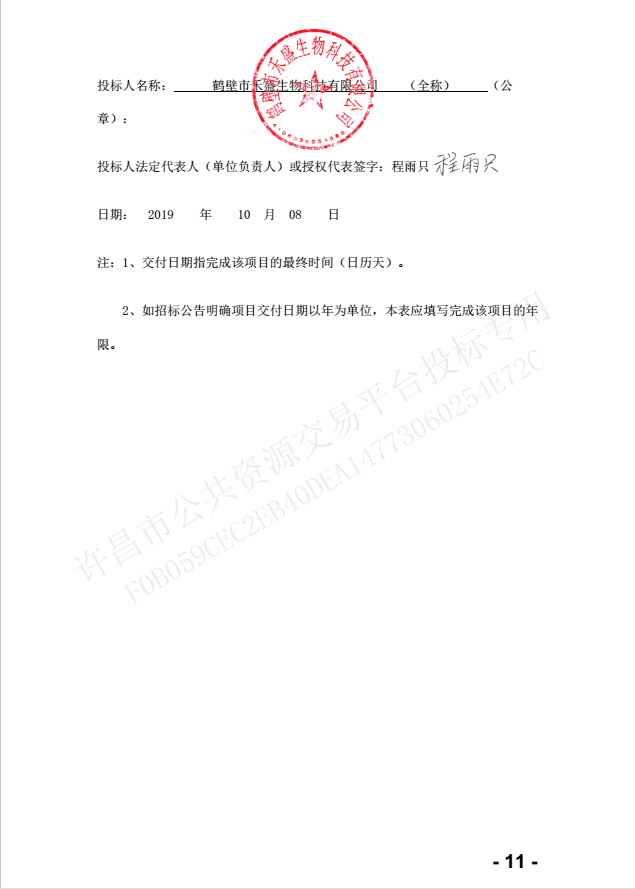 投标人名称： 鹤壁市禾盛生物科技有限公司 （全称） （公
章）：
鹤壁市禾盛生物科技有限公司
投标人法定代表人（单位负责人）或授权代表签字：程雨只 程雨只
日期： 2019 年 10 月 08 日
注：1、交付日期指完成该项目的最终时间（日历天）。
2、如招标公告明确项目交付日期以年为单位，本表应填写完成该项目的年
限。
许昌市公共资源交易平台投标专用
F0B059CEC2EB40DEA14773060254E72C
- 11 -